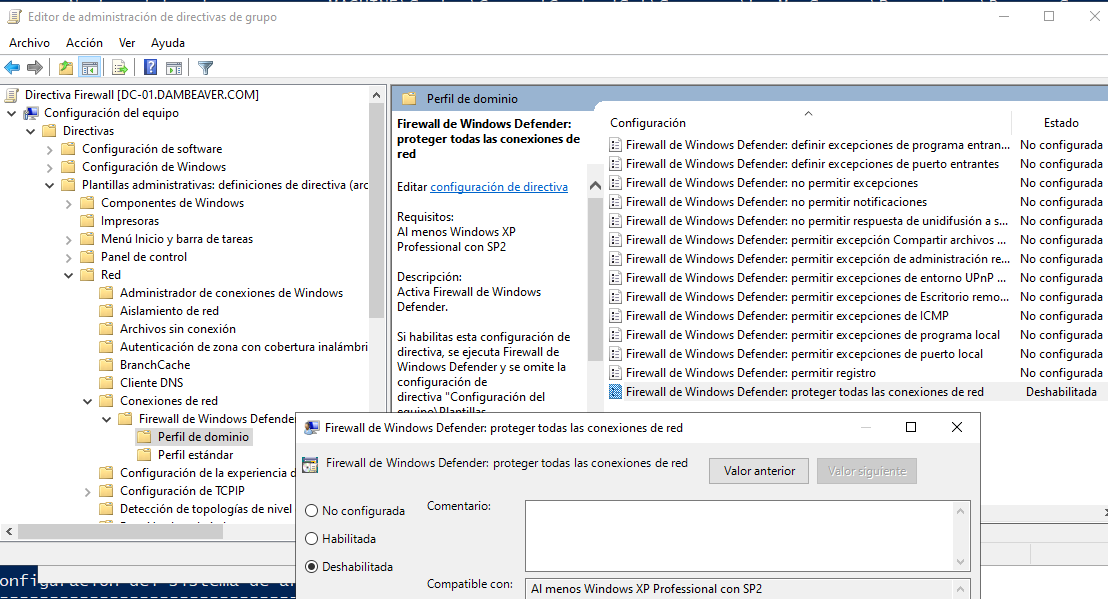 Editor de administración de directivas de grupo
Archivo Acción Ver Ayuda
Directiva Firewall [DC-01.DAMBEAVER.COM]
Configuración del equipo
Directivas
Configuración de software
Configuración de Windows
Plantillas administrativas: definiciones de directiva (arc
Componentes de Windows
Impresoras
Menú Inicio y barra de tareas
Panel de control
Red
Administrador de conexiones de Windows
Aislamiento de red
Archivos sin conexión
Autenticación de zona con cobertura inalámbri
BranchCache
Cliente DNS
Conexiones de red
Firewall de Windows Defender
Perfil de dominio
Perfil estándar
Configuración de la experiencia d
Configuración de TCPIP
Detección de topologías de nivel
Perfil de dominio
Firewall de Windows Defender:
proteger todas las conexiones de
red
Editar configuración de directiva
Requisitos:
Al menos Windows XP
Professional con SP2
Descripción:
Activa Firewall de Windows
Defender.
Si habilitas esta configuración de
directiva, se ejecuta Firewall de
Windows Defender y se omite la
configuración de
directiva "Configuración del
equipo\Plantillas
Configuración Estado
Firewall de Windows Defender: definir excepciones de programa entran... No configurada
Firewall de Windows Defender: definir excepciones de puerto entrantes No configurada
Firewall de Windows Defender: no permitir excepciones No configurada
Firewall de Windows Defender: no permitir notificaciones No configurada
Firewall de Windows Defender: no permitir respuesta de unidifusión a s... No configurada
Firewall de Windows Defender: permitir excepción Compartir archivos ... No configurada
Firewall de Windows Defender: permitir excepción de administración re... No configurada
Firewall de Windows Defender: permitir excepciones de entorno UPnP ... No configurada
Firewall de Windows Defender: permitir excepciones de Escritorio remo... No configurada
Firewall de Windows Defender: permitir excepciones de ICMP No configurada
Firewall de Windows Defender: permitir excepciones de programa local No configurada
Firewall de Windows Defender: permitir excepciones de puerto local No configurada
Firewall de Windows Defender: permitir registro No configurada
Firewall de Windows Defender: proteger todas las conexiones de red Deshabilitada
Firewall de Windows Defender: proteger todas las conexiones de red
Firewall de Windows Defender: proteger todas las conexiones de red
Valor anterior Valor siguiente
No configurada
Habilitada
Deshabilitada
Comentario:
Compatible con:
Al menos Windows XP Professional con SP2